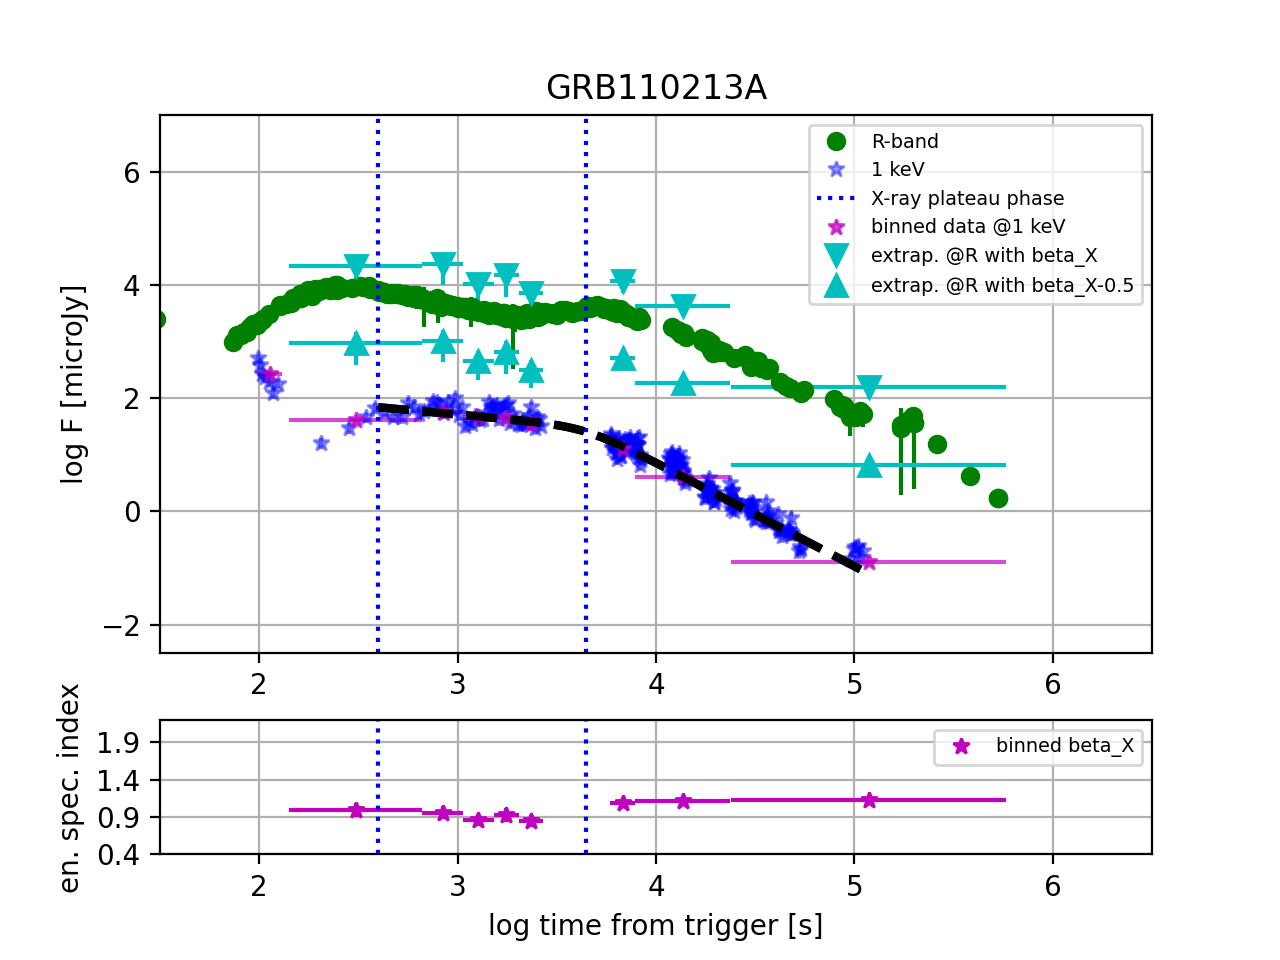 GRB110213A
log F [microJy]
6
4
2
0
−2
R-band
1 keV
X-ray plateau phase
binned data @1 keV
extrap. @R with beta_X
extrap. @R with beta_X-0.5
2 3 4 5 6
en. spec. index
1.9
1.4
0.9
0.4
binned beta_X
2 3 4 5 6
log time from trigger [s]